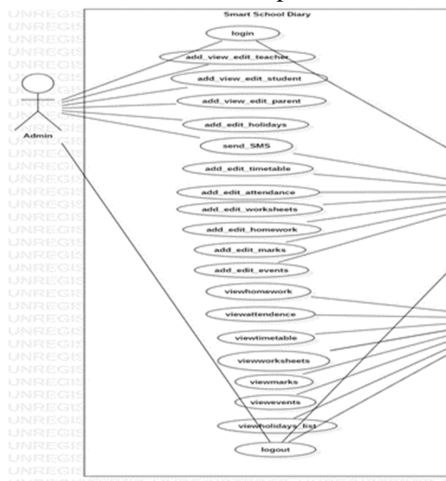 Smart School Diary
login
add_view_edit_teacher
add_view_edit_student
add_view_edit_parent
add_edit_holidays
Admin
send_SMS
add_edit_timetable
add_edit_attendance
add_edit_worksheets
add_edit_homework
add_edit_marks
add_edit_events
viewhomework
viewattendence
viewtimetable
viewworksheets
viewmarks
viewevents
viewholidays_list
logout